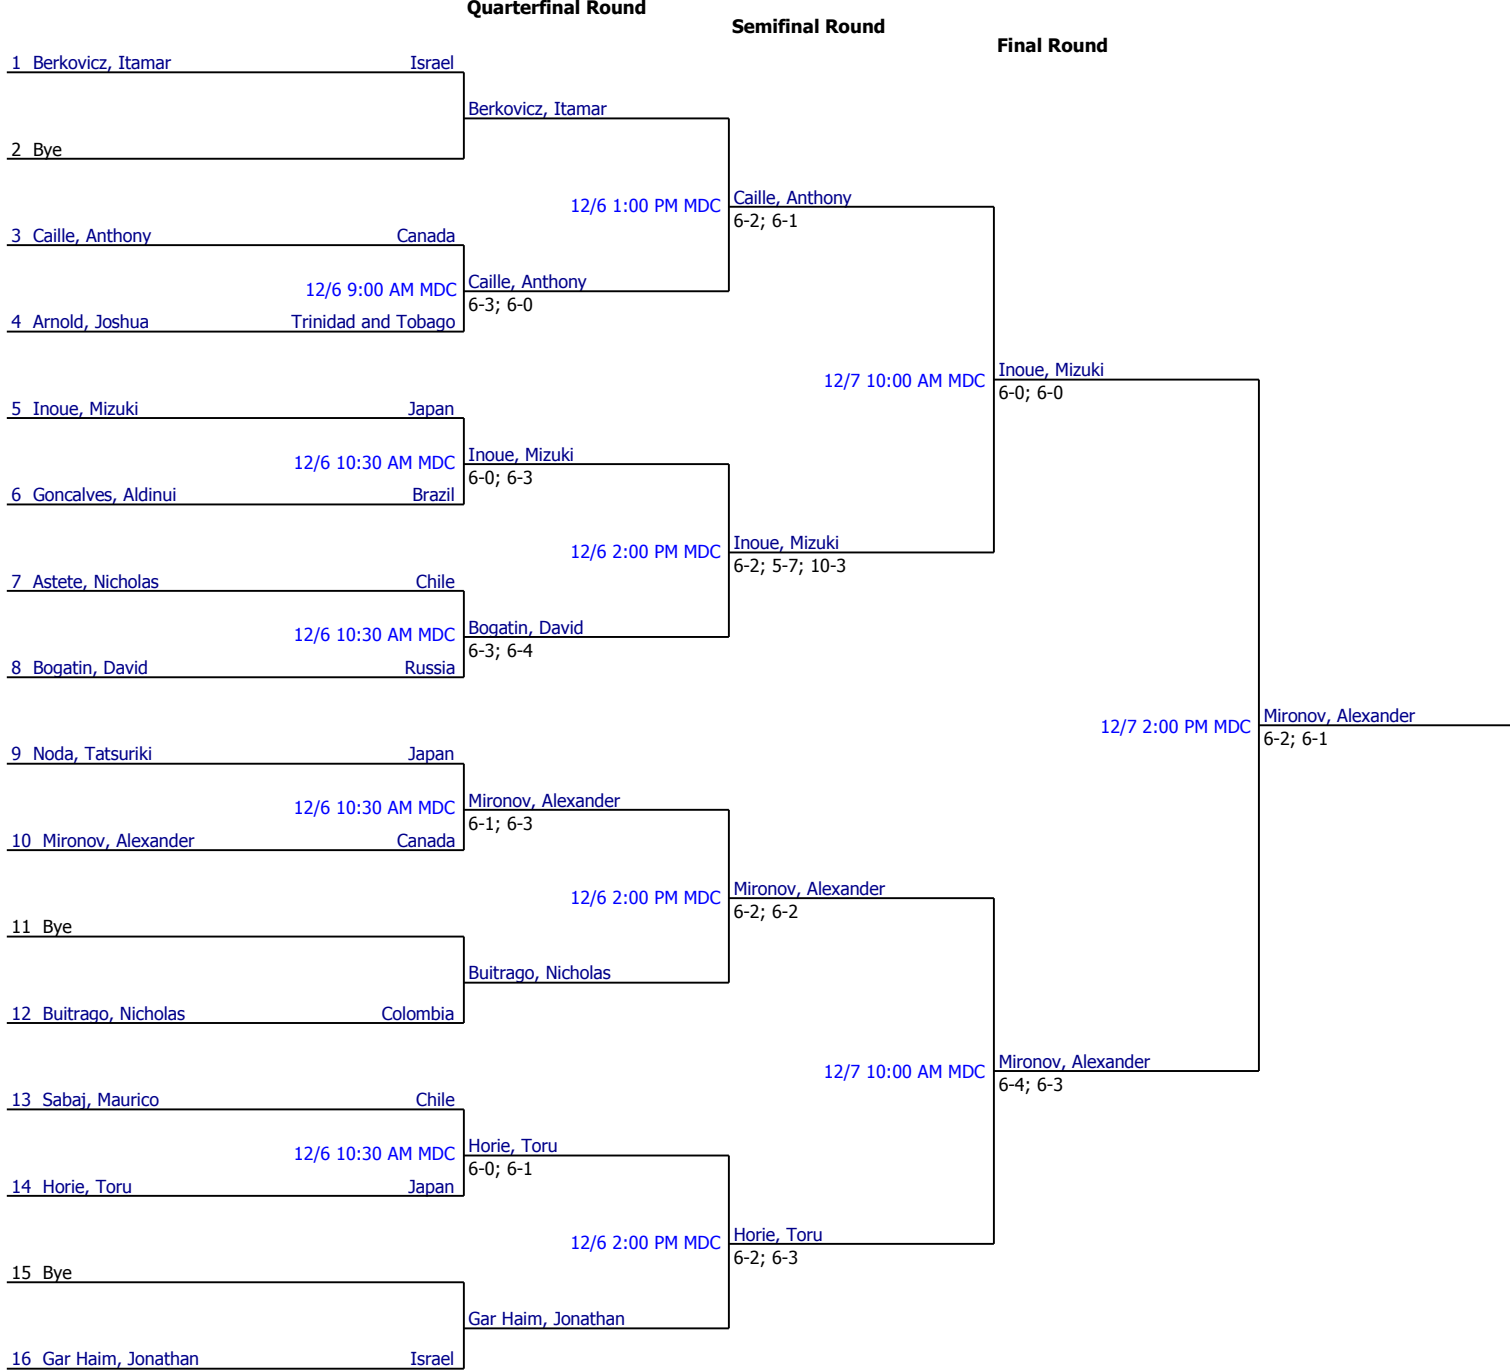 Quarterfinal Round
Semifinal Round
Final Round
1 Berkovicz, Itamar Israel
Berkovicz, Itamar
2 Bye
12/6 1:00 PM MDC Caille, Anthony
6-2; 6-1
3 Caille, Anthony Canada
12/6 9:00 AM MDC Caille, Anthony
6-3; 6-0
4 Arnold, Joshua Trinidad and Tobago
12/7 10:00 AM MDC Inoue, Mizuki
6-0; 6-0
5 Inoue, Mizuki Japan
12/6 10:30 AM MDC Inoue, Mizuki
6-0; 6-3
6 Goncalves, Aldinui Brazil
12/6 2:00 PM MDC Inoue, Mizuki
6-2; 5-7; 10-3
7 Astete, Nicholas Chile
12/6 10:30 AM MDC Bogatin, David
6-3; 6-4
8 Bogatin, David Russia
12/7 2:00 PM MDC Mironov, Alexander
6-2; 6-1
9 Noda, Tatsuriki Japan
12/6 10:30 AM MDC Mironov, Alexander
6-1; 6-3
10 Mironov, Alexander Canada
12/6 2:00 PM MDC Mironov, Alexander
6-2; 6-2
11 Bye
Buitrago, Nicholas
12 Buitrago, Nicholas Colombia
12/7 10:00 AM MDC Mironov, Alexander
6-4; 6-3
13 Sabaj, Maurico Chile
12/6 10:30 AM MDC Horie, Toru
6-0; 6-1
14 Horie, Toru Japan
12/6 2:00 PM MDC Horie, Toru
6-2; 6-3
15 Bye
Gar Haim, Jonathan
16 Gar Haim, Jonathan Israel